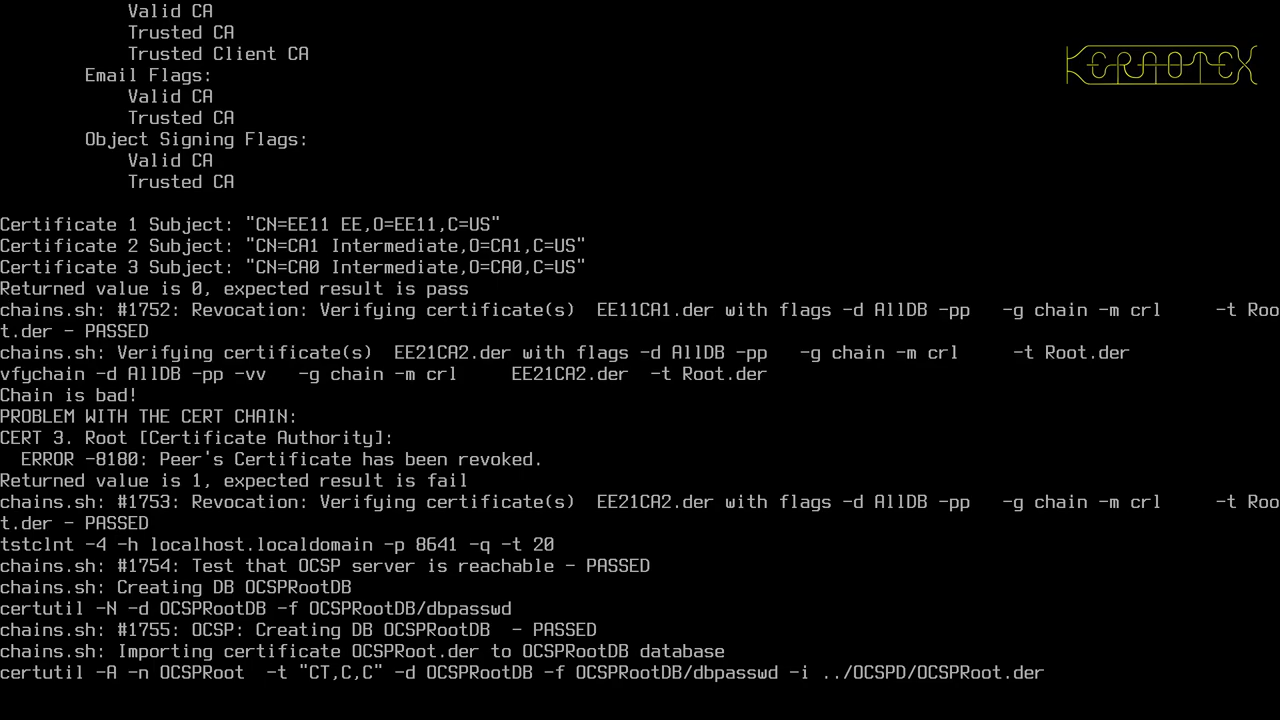 Valid CA
Trusted CA
Trusted Client CA
Email Flags:
Valid CA
Trusted CA
Object Signing Flags:
Valid CA
Trusted CA
KERAOTEX
Certificate 1 Subject: "CN=EE11 EE,O=EE11,C=US"
Certificate 2 Subject: "CN=CA1 Intermediate,O=CA1,C=US"
Certificate 3 Subject: "CN=CA0 Intermediate,O=CA0,C=US"
Returned value is 0, expected result is pass
chains.sh: #1752: Revocation: Verifying certificate(s)  EE11CA1.der with flags -d AllDB -pp   -g chain -m crl     -t Roo
t.der - PASSED
chains.sh: Verifying certificate(s)  EE21CA2.der with flags -d AllDB -pp   -g chain -m crl     -t Root.der
vfychain -d AllDB -pp -vv   -g chain -m crl     EE21CA2.der  -t Root.der
Chain is bad!
PROBLEM WITH THE CERT CHAIN:
CERT 3. Root [Certificate Authority]:
  ERROR -8180: Peer's Certificate has been revoked.
Returned value is 1, expected result is fail
chains.sh: #1753: Revocation: Verifying certificate(s)  EE21CA2.der with flags -d AllDB -pp   -g chain -m crl     -t Roo
t.der - PASSED
tstclnt -4 -h localhost.localdomain -p 8641 -q -t 20
chains.sh: #1754: Test that OCSP server is reachable - PASSED
chains.sh: Creating DB OCSPRootDB
certutil -N -d OCSPRootDB -f OCSPRootDB/dbpasswd
chains.sh: #1755: OCSP: Creating DB OCSPRootDB  - PASSED
chains.sh: Importing certificate OCSPRoot.der to OCSPRootDB database
certutil -A -n OCSPRoot  -t "CT,C,C" -d OCSPRootDB -f OCSPRootDB/dbpasswd -i ../OCSPD/OCSPRoot.der